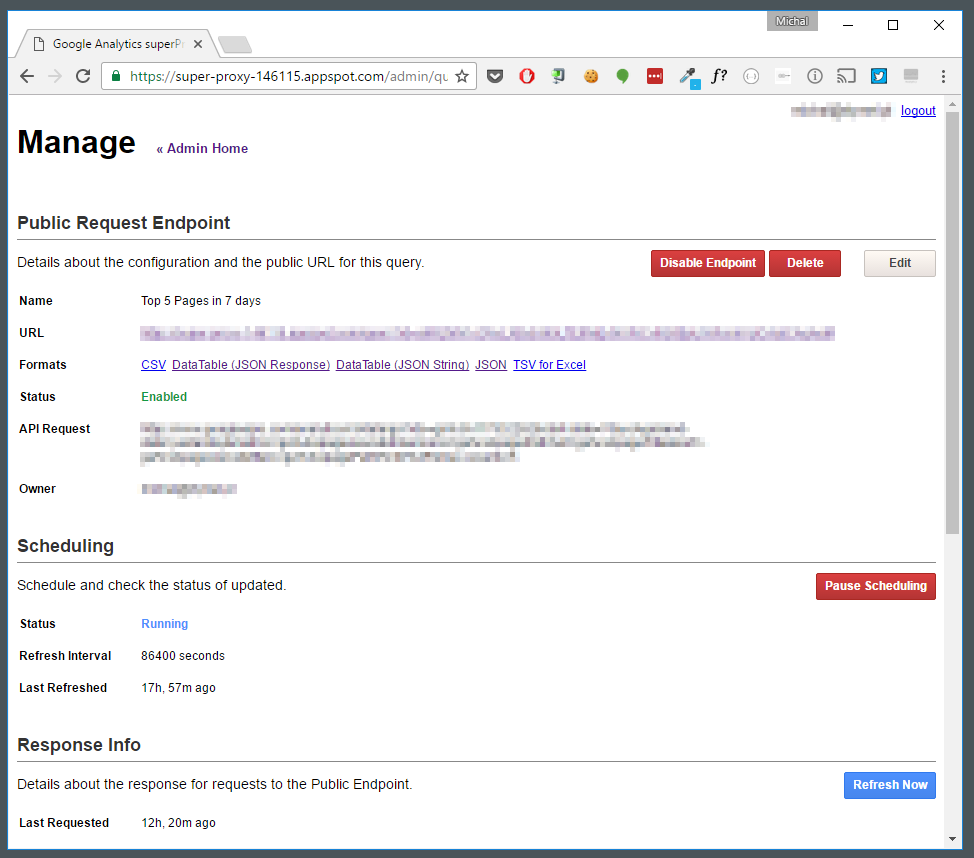 Michal
Google Analytics superPr
https://super-proxy-146115.appspot.com/admin/qu
f?
logout
Manage « Admin Home
Public Request Endpoint
Details about the configuration and the public URL for this query. Disable Endpoint Delete Edit
Name Top 5 Pages in 7 days
URL
Formats CSV DataTable (JSON Response) DataTable (JSON String) JSON TSV for Excel
Status Enabled
API Request
Owner
Scheduling
Schedule and check the status of updated. Pause Scheduling
Status Running
Refresh Interval 86400 seconds
Last Refreshed 17h, 57m ago
Response Info
Details about the response for requests to the Public Endpoint. Refresh Now
Last Requested 12h, 20m ago